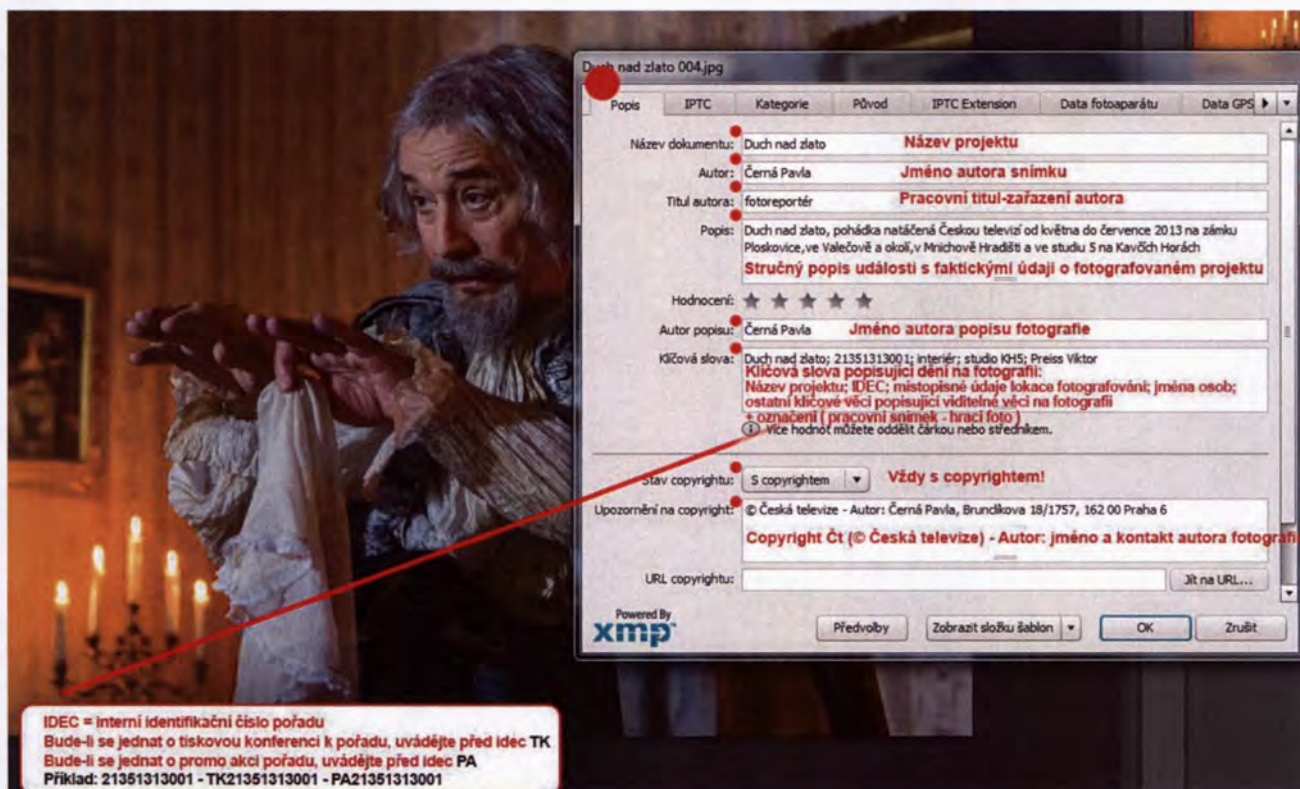 Duch nad zlato 004.jpg
Popis IPTC Kategorie Původ IPTC Extension Data fotoaparátu Data GPS
Název dokumentu: Duch nad zlato Název projektu
Autor: Černá Pavla Jméno autora snímku
Titul autora: fotoreportér Pracovní titul-zařazení autora
Popis: Duch nad zlato, pohádka natáčená Českou televizí od května do července 2013 na zámku
Ploskovice,ve Valečově a okolí,v Mnichově Hradišti a ve studiu 5 na Kavčích Horách
Stručný popis události s faktickými údaji o fotografovaném projektu
Hodnocení: ★ ★ ★ ★ ★
Autor popisu: Černá Pavla Jméno autora popisu fotografie
Klíčová slova: Duch nad zlato; 21351313001; interiér; studio KH5; Preiss Viktor
Klíčová slova popisující dění na fotografii:
Název projektu; IDEC; místopisné údaje lokace fotografování; jména osob;
ostatní klíčové věci popisující viditelné věci na fotografii
+ označení ( pracovní snímek - hrací foto )
Více hodnot můžete oddělit čárkou nebo středníkem.
Stav copyrightu: S copyrightem Vždy s copyrightem!
Upozornění na copyright: © Česká televize - Autor: Černá Pavla, Brundíkova 18/1757, 162 00 Praha 6
Copyright Čt (© Česká televize) - Autor: jméno a kontakt autora fotografi
URL copyrightu: Jít na URL...
Powered By
xmp Předvolby Zobrazit složku šablon OK Zrušit
IDEC = interní identifikační číslo pořadu
Bude-li se jednat o tiskovou konferenci k pořadu, uvádějte před idec TK
Bude-li se jednat o promo akci pořadu, uvádějte před idec PA
Příklad: 21351313001 - TK21351313001 - PA21351313001